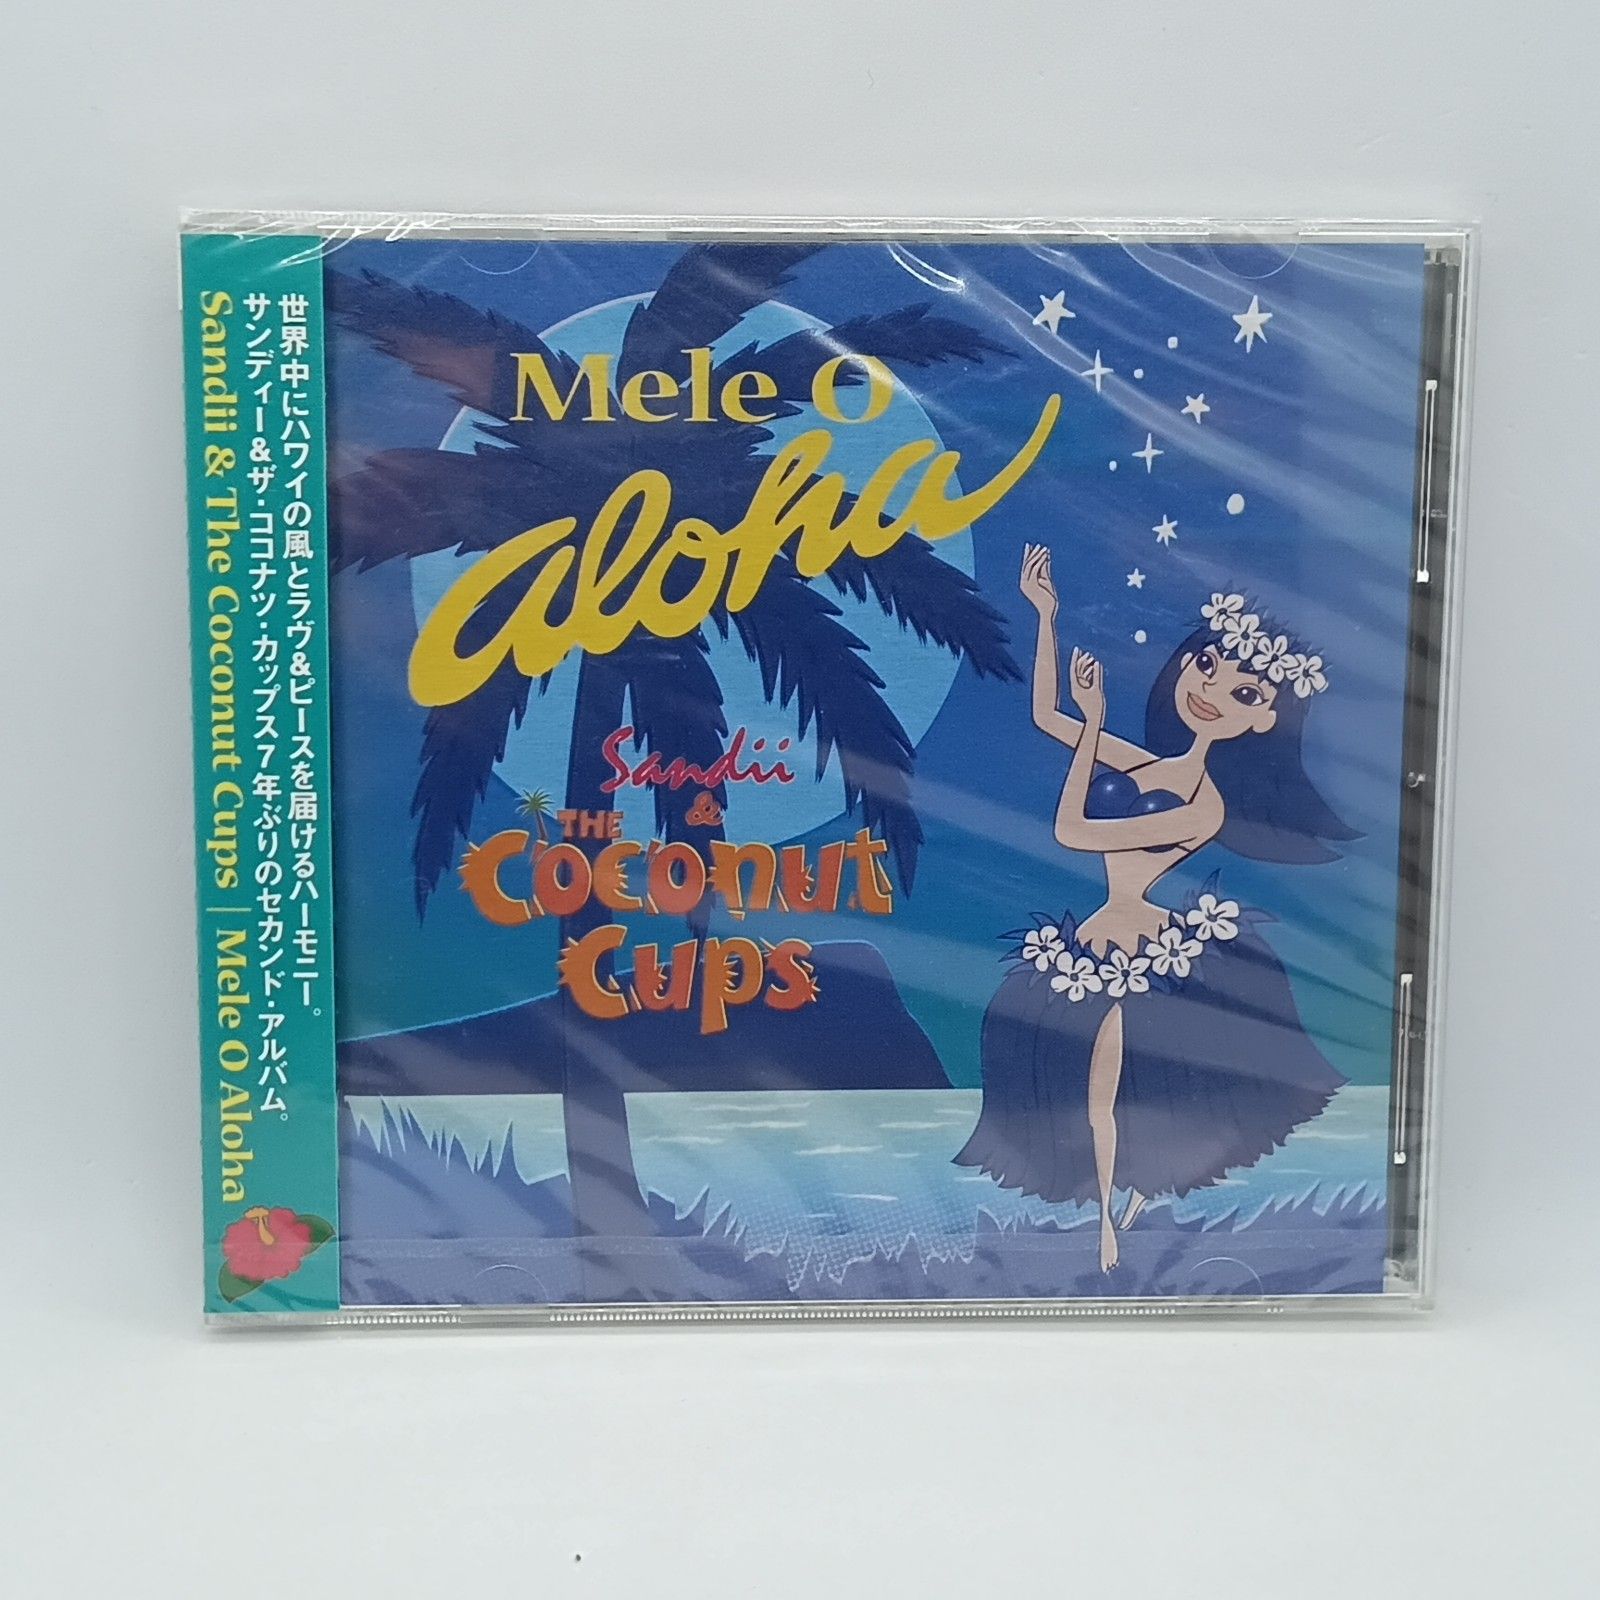 世界中にハワイの風とラヴ&ピースを届けるハーモニー。
サンディー&ザ・ココナツ・カップス7年ぶりのセカンド・アルバム。
Sandii & The Coconut Cups | Mele O Aloha
Mele O
aloha
Sandii
&
THE
Coconut
Cups